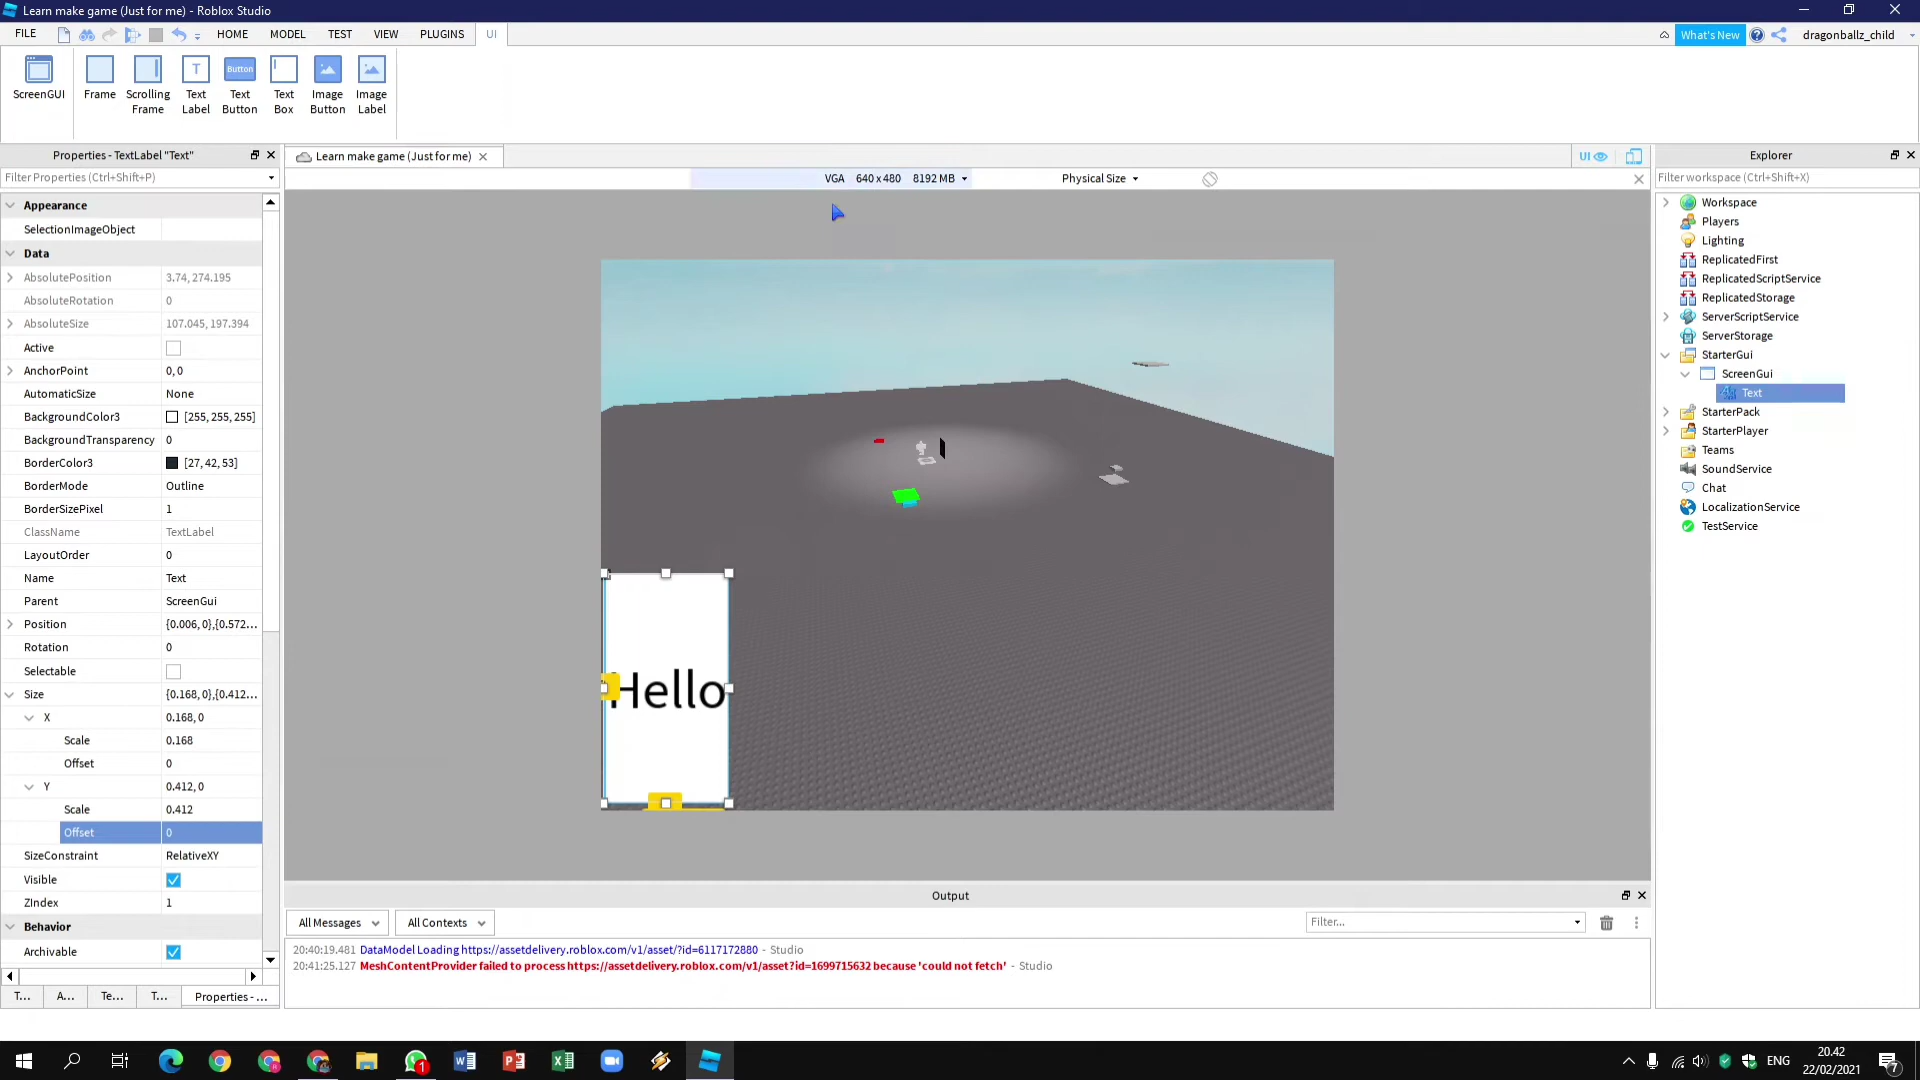 Learn make game (Just for me) - Roblox Studio
FILE HOME MODEL TEST VIEW PLUGINS UI What's New dragonballz_child
ScreenGUI
Frame
Scrolling Frame
Text Label
Text Button
Text Box
Image Button
Image Label
T
Button
Properties - TextLabel "Text"
Filter Properties (Ctrl+Shift+P)
Appearance
SelectionImageObject
Data
AbsolutePosition 3.74, 274.195
AbsoluteRotation 0
AbsoluteSize 107.045, 197.394
Active
AnchorPoint 0, 0
AutomaticSize None
BackgroundColor3 [255, 255, 255]
BackgroundTransparency 0
BorderColor3 [27, 42, 53]
BorderMode Outline
BorderSizePixel 1
ClassName TextLabel
LayoutOrder 0
Name Text
Parent ScreenGui
Position {0.006, 0},{0.572...
Rotation 0
Selectable
Size {0.168, 0},{0.412...
X 0.168, 0
Scale 0.168
Offset 0
Y 0.412, 0
Scale 0.412
Offset 0
SizeConstraint RelativeXY
Visible
ZIndex 1
Behavior
Archivable
T... A... Te... T... Properties - ...
Learn make game (Just for me)
UI
VGA 640 x 480 8192 MB Physical Size
Hello
Output
All Messages All Contexts Filter...
20:40:19.481 DataModel Loading https://assetdelivery.roblox.com/v1/asset/?id=6117172880 - Studio
20:41:25.127 MeshContentProvider failed to process https://assetdelivery.roblox.com/v1/asset?id=1699715632 because 'could not fetch' - Studio
Explorer
Filter workspace (Ctrl+Shift+X)
Workspace
Players
Lighting
ReplicatedFirst
ReplicatedScriptService
ReplicatedStorage
ServerScriptService
ServerStorage
StarterGui
ScreenGui
Text
StarterPack
StarterPlayer
Teams
SoundService
Chat
LocalizationService
TestService
1
ENG
20.42
22/02/2021
7